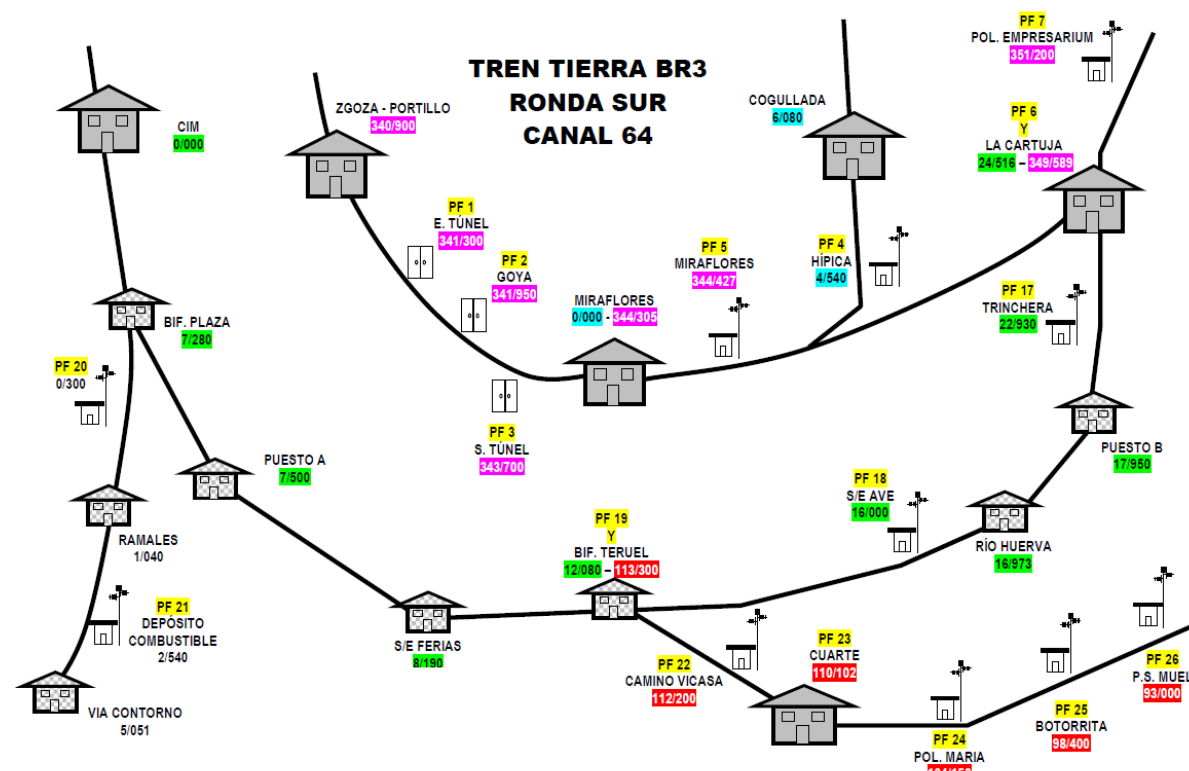 TREN TIERRA BR3
RONDA SUR
CANAL 64
CIM
0/000
ZGOZA - PORTILLO
340/900
COGULLADA
6/080
PF 7
POL. EMPRESARIUM
351/200
PF 6
Y
LA CARTUJA
24/516 – 349/589
PF 1
E. TÚNEL
341/300
PF 2
GOYA
341/950
MIRAFLORES
0/000 - 344/305
PF 5
MIRAFLORES
344/427
PF 4
HÍPICA
4/540
PF 17
TRINCHERA
22/930
BIF. PLAZA
7/280
PF 20
0/300
PF 3
S. TÚNEL
343/700
PUESTO A
7/500
PUESTO B
17/950
PF 18
S/E AVE
16/000
RAMALES
1/040
PF 19
Y
BIF. TERUEL
12/080 – 113/300
RÍO HUERVA
16/973
PF 21
DEPÓSITO
COMBUSTIBLE
2/540
S/E FERIAS
8/190
PF 22
CAMINO VICASA
112/200
PF 23
CUARTE
110/102
PF 26
P.S. MUEL
93/000
VIA CONTORNO
5/051
PF 25
BOTORRITA
98/400
PF 24
POL. MARIA